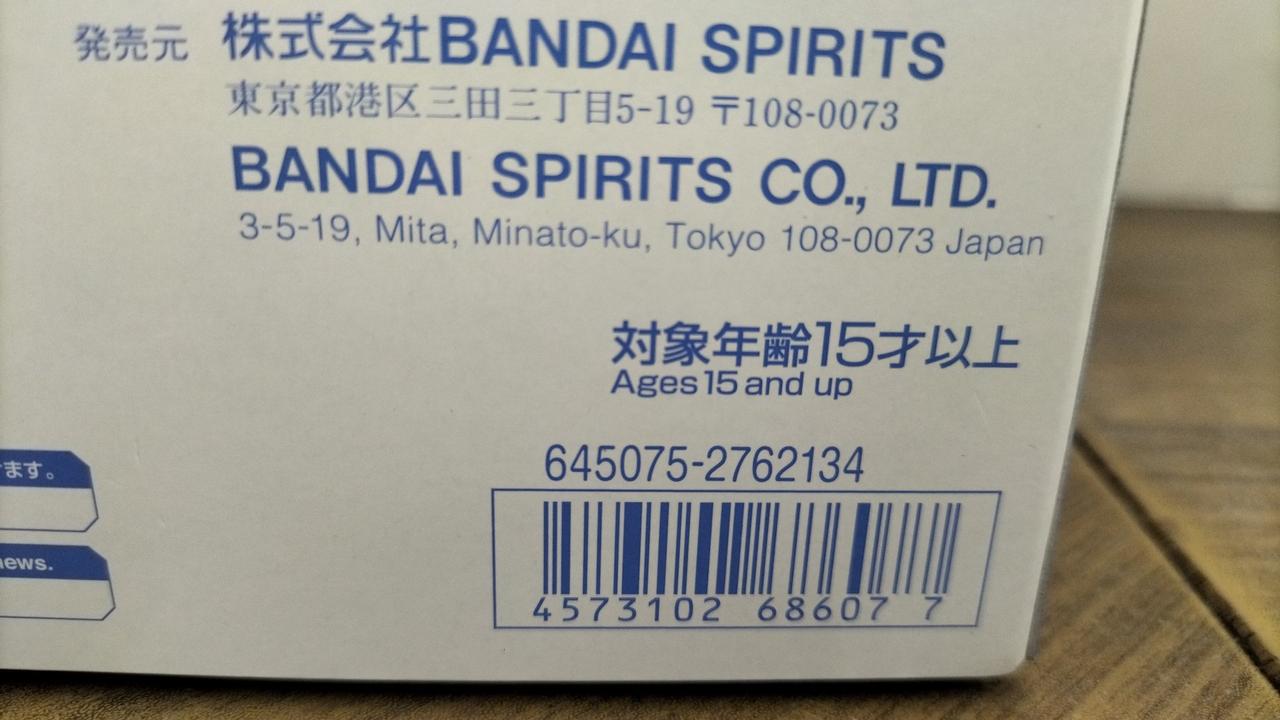 発売元 株式会社BANDAI SPIRITS
東京都港区三田三丁目5-19 〒108-0073
BANDAI SPIRITS CO., LTD.
3-5-19, Mita, Minato-ku, Tokyo 108-0073 Japan
対象年齢15才以上
Ages 15 and up
645075-2762134
4573102 68607 7
ます。
news.